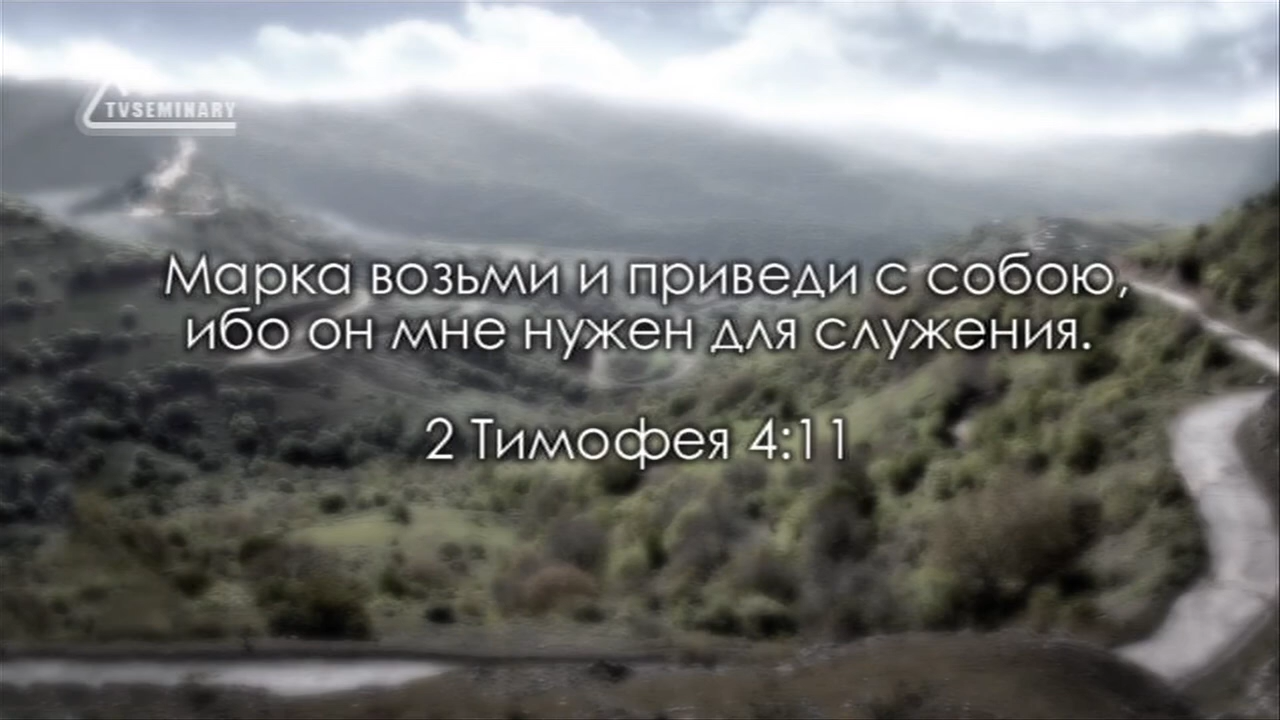 TVSEMINARY
Марка возьми и приведи с собою,
ибо он мне нужен для служения.
2 Тимофея 4:11